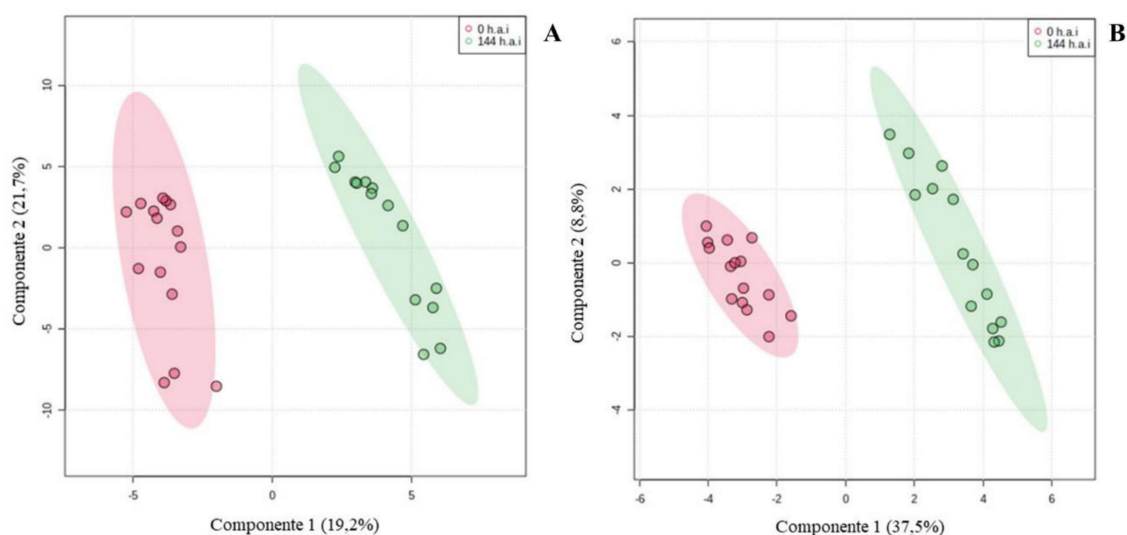 0 h.a.i
144 h.a.i
A
10
5
0
-5
-10
-5
0
5
Componente 2 (21,7%)
Componente 1 (19,2%)
0 h.a.i
144 h.a.i
B
6
4
2
0
-2
-4
-6
-4
-2
0
2
4
6
Componente 2 (8,8%)
Componente 1 (37,5%)